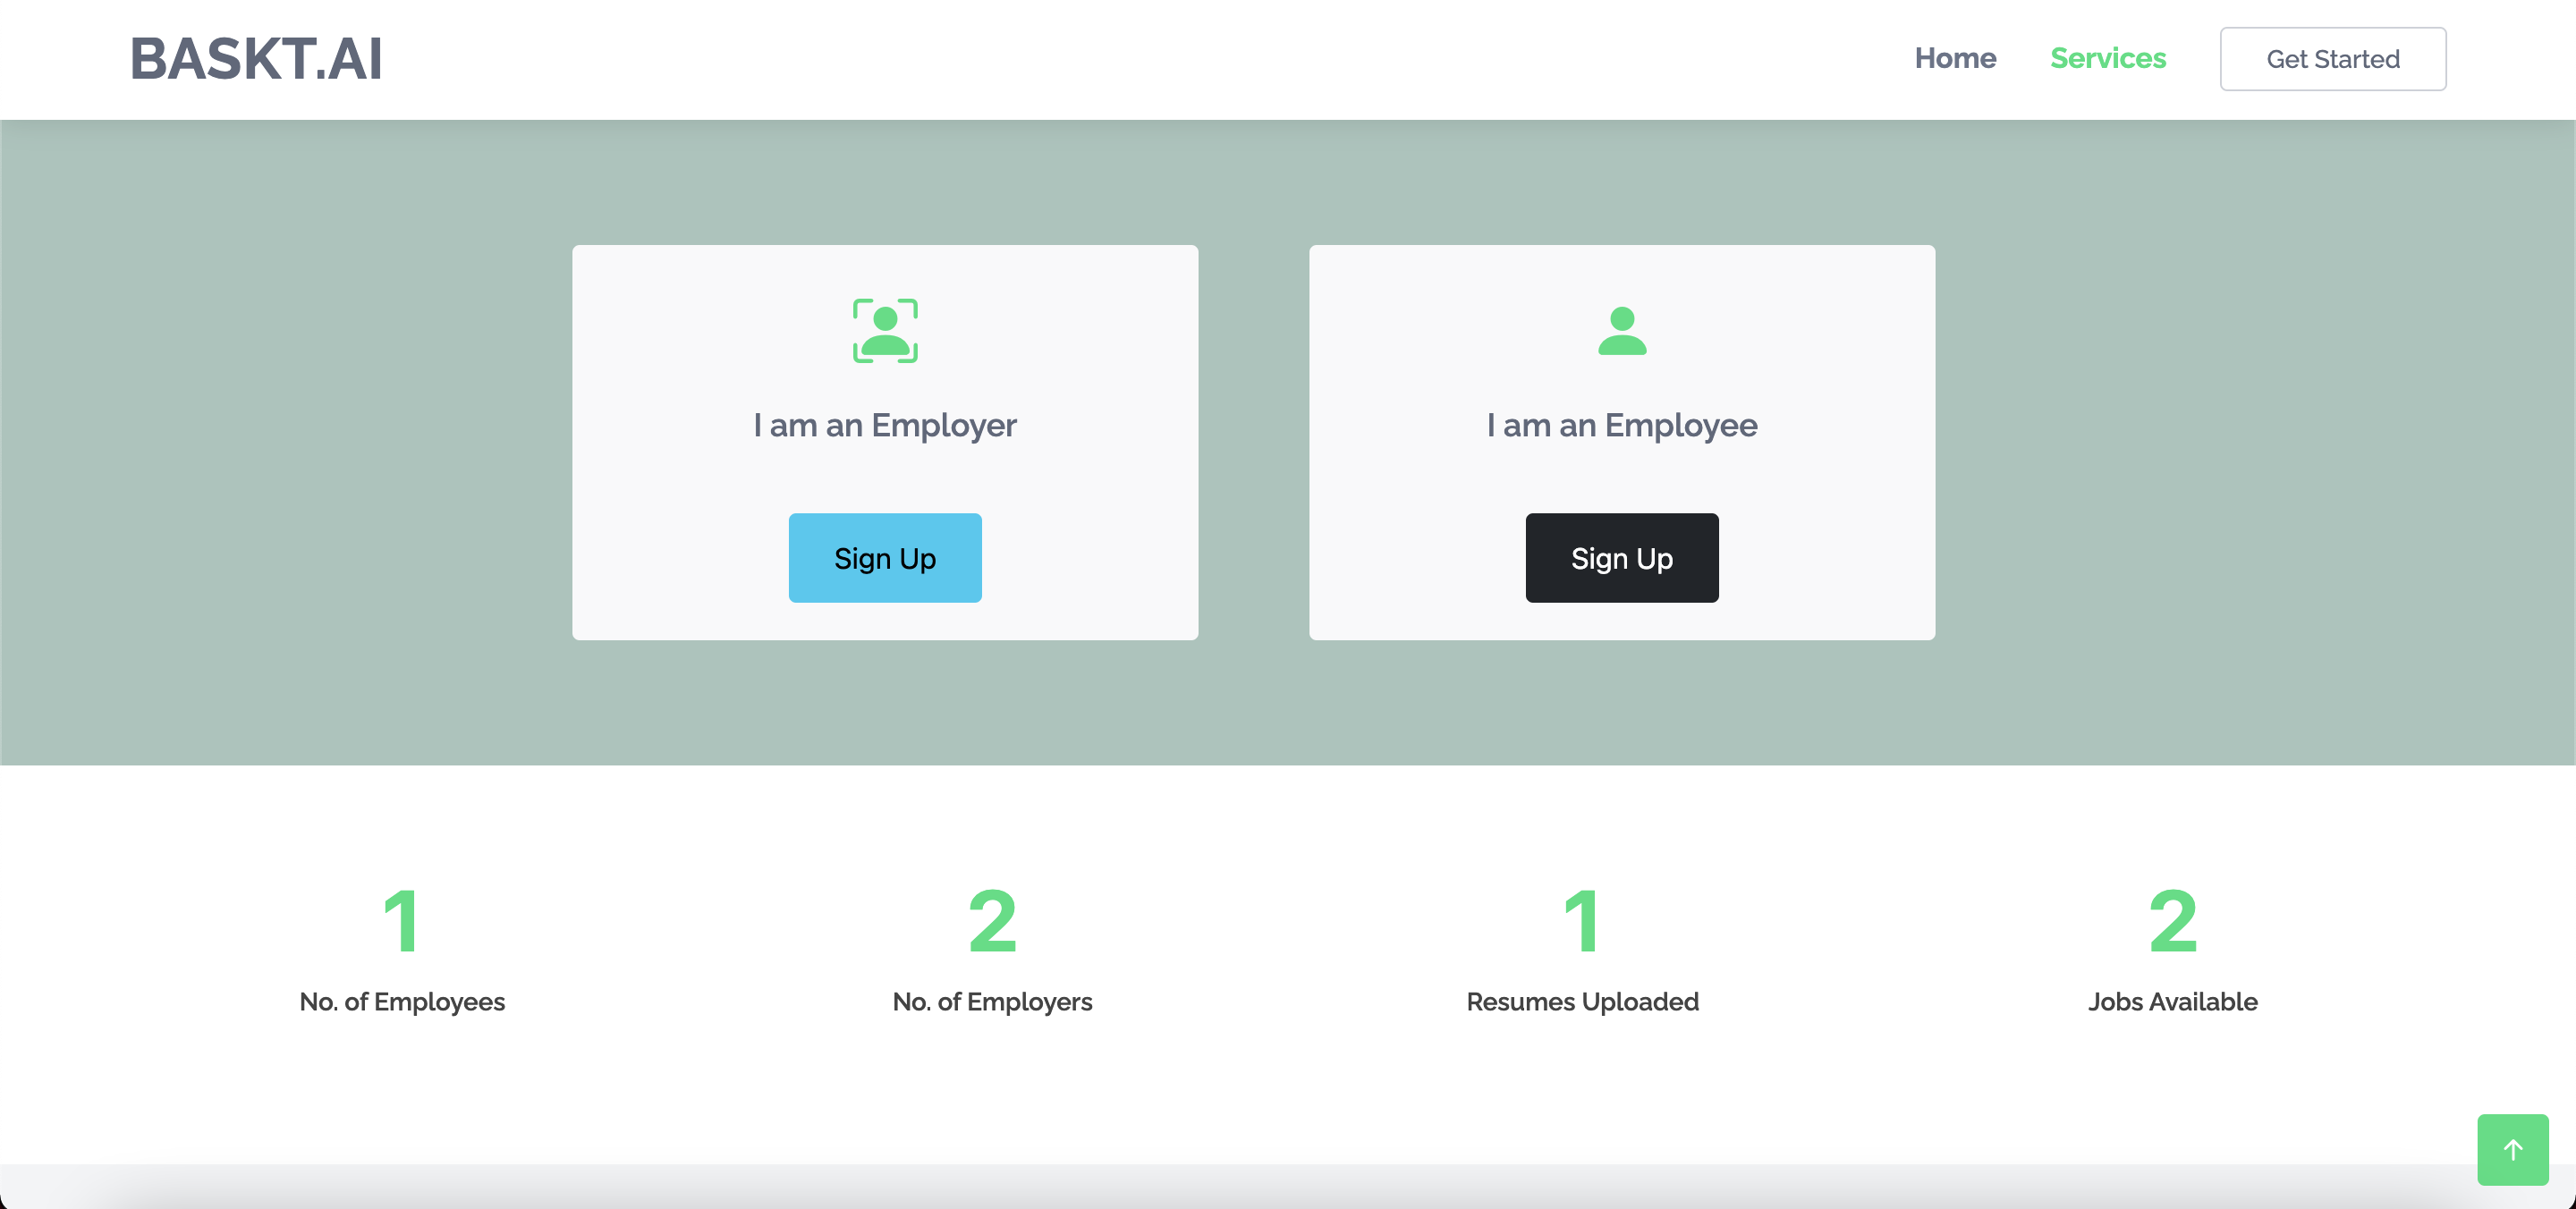 BASKT.AI
Home
Services
Get Started
I am an Employer
Sign Up
I am an Employee
Sign Up
1
No. of Employees
2
No. of Employers
1
Resumes Uploaded
2
Jobs Available